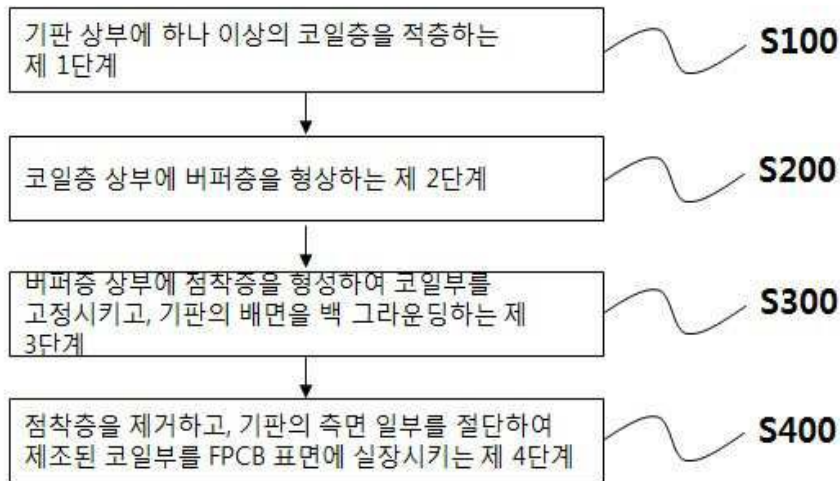 기판 상부에 하나 이상의 코일층을 적층하는
제 1단계
S100
코일층 상부에 버퍼층을 형상하는 제 2단계
S200
버퍼층 상부에 점착층을 형성하여 코일부를
고정시키고, 기판의 배면을 백 그라운딩하는 제
3단계
S300
점착층을 제거하고, 기판의 측면 일부를 절단하여
제조된 코일부를 FPCB 표면에 실장시키는 제 4단계
S400